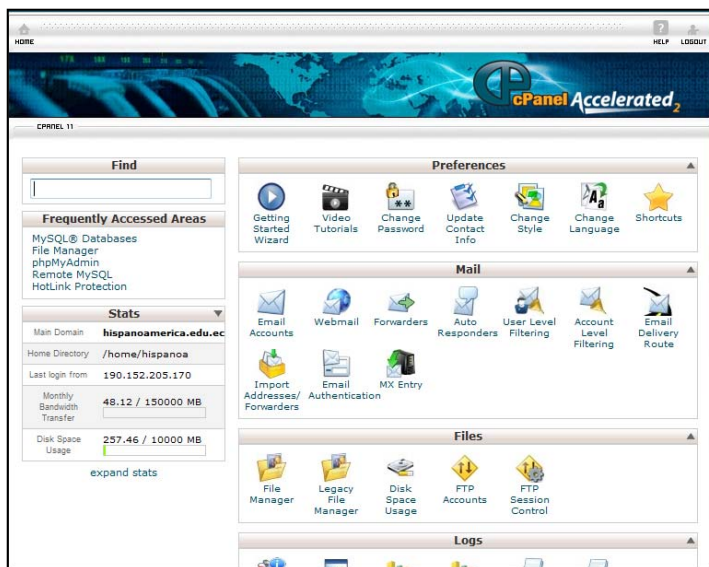 HOME
HELP LOGOUT
cPanel Accelerated2
CPANEL 11
Find
Frequently Accessed Areas
MySQL® Databases
File Manager
phpMyAdmin
Remote MySQL
HotLink Protection
Stats
Main Domain hispanoamerica.edu.ec
Home Directory /home/hispanoa
Last login from 190.152.205.170
Monthly
Bandwidth
Transfer
48.12 / 150000 MB
Disk Space
Usage
257.46 / 10000 MB
expand stats
Preferences
Getting
Started
Wizard
Video
Tutorials
Change
Password
Update
Contact
Info
Change
Style
Change
Language
Shortcuts
Mail
Email
Accounts
Webmail
Forwarders
Auto
Responders
User Level
Filtering
Account
Level
Filtering
Email
Delivery
Route
Import
Addresses/
Forwarders
Email
Authentication
MX Entry
Files
File
Manager
Legacy
File
Manager
Disk
Space
Usage
FTP
Accounts
FTP
Session
Control
Logs